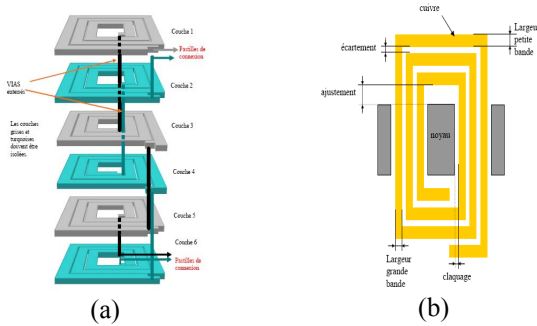 Couche 1
Pastilles de
connexion
VIAS
externes
Couche 2
Les couches
grises et
turquoises
doivent être
isolées.
Couche 3
Couche 4
Couche 5
Couche 6
Pastilles de
connexion
(a)
cuivre
Largeur
petite
bande
écartement
ajustement
noyau
Largeur
grande
bande
claquage
(b)